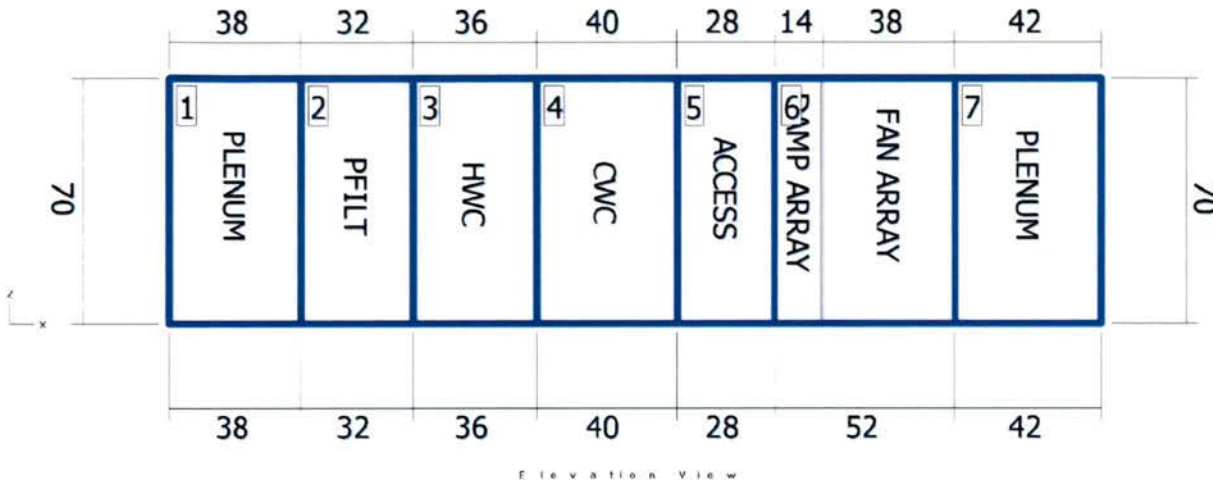 38 32 36 40 28 14 38 42
1 2 3 4 5 6 7
PLENUM
PFILT
HWC
CWC
ACCESS
DAMP ARRAY
FAN ARRAY
PLENUM
70
70
Z
X
38 32 36 40 28 52 42
Elevation View